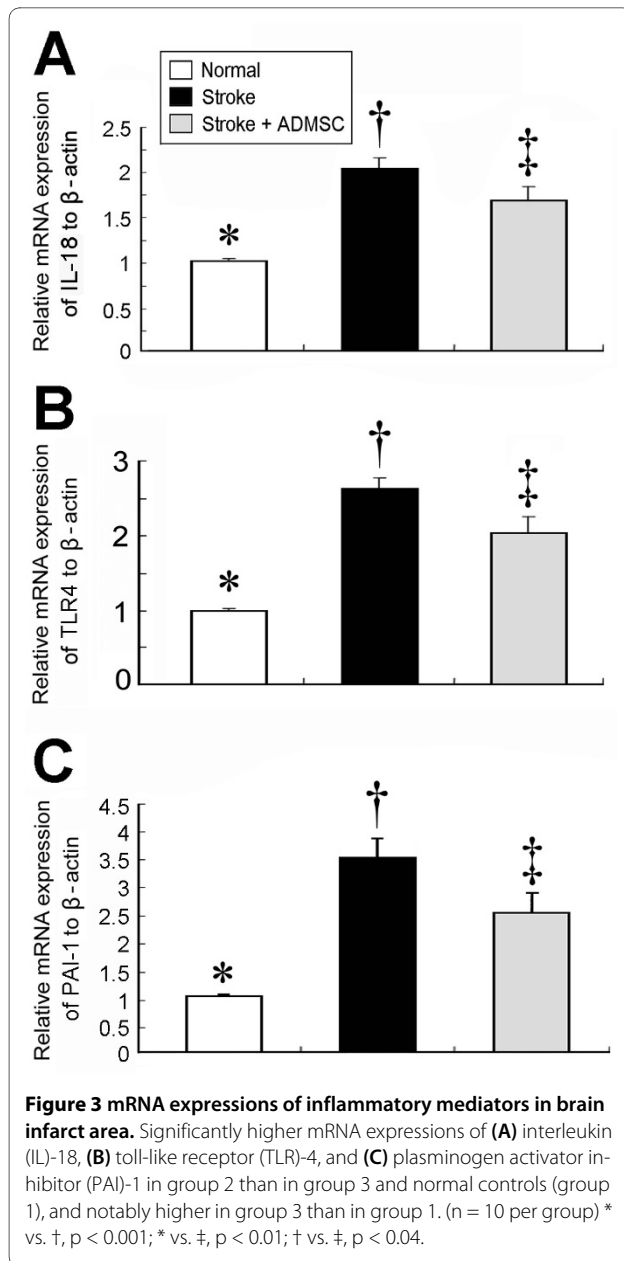 A
Normal
Stroke
Stroke + ADMSC
Relative mRNA expression
of IL-18 to β-actin
2.5
2
1.5
1
0.5
0
*
†
‡
B
Relative mRNA expression
of TLR4 to β-actin
3
2
1
0
*
†
‡
C
Relative mRNA expression
of PAI-1 to β-actin
4.5
4
3.5
3
2.5
2
1.5
1
0.5
0
*
†
‡
Figure 3 mRNA expressions of inflammatory mediators in brain
infarct area. Significantly higher mRNA expressions of (A) interleukin
(IL)-18, (B) toll-like receptor (TLR)-4, and (C) plasminogen activator in-
hibitor (PAI)-1 in group 2 than in group 3 and normal controls (group
1), and notably higher in group 3 than in group 1. (n = 10 per group) *
vs. †, p < 0.001; * vs. ‡, p < 0.01; † vs. ‡, p < 0.04.